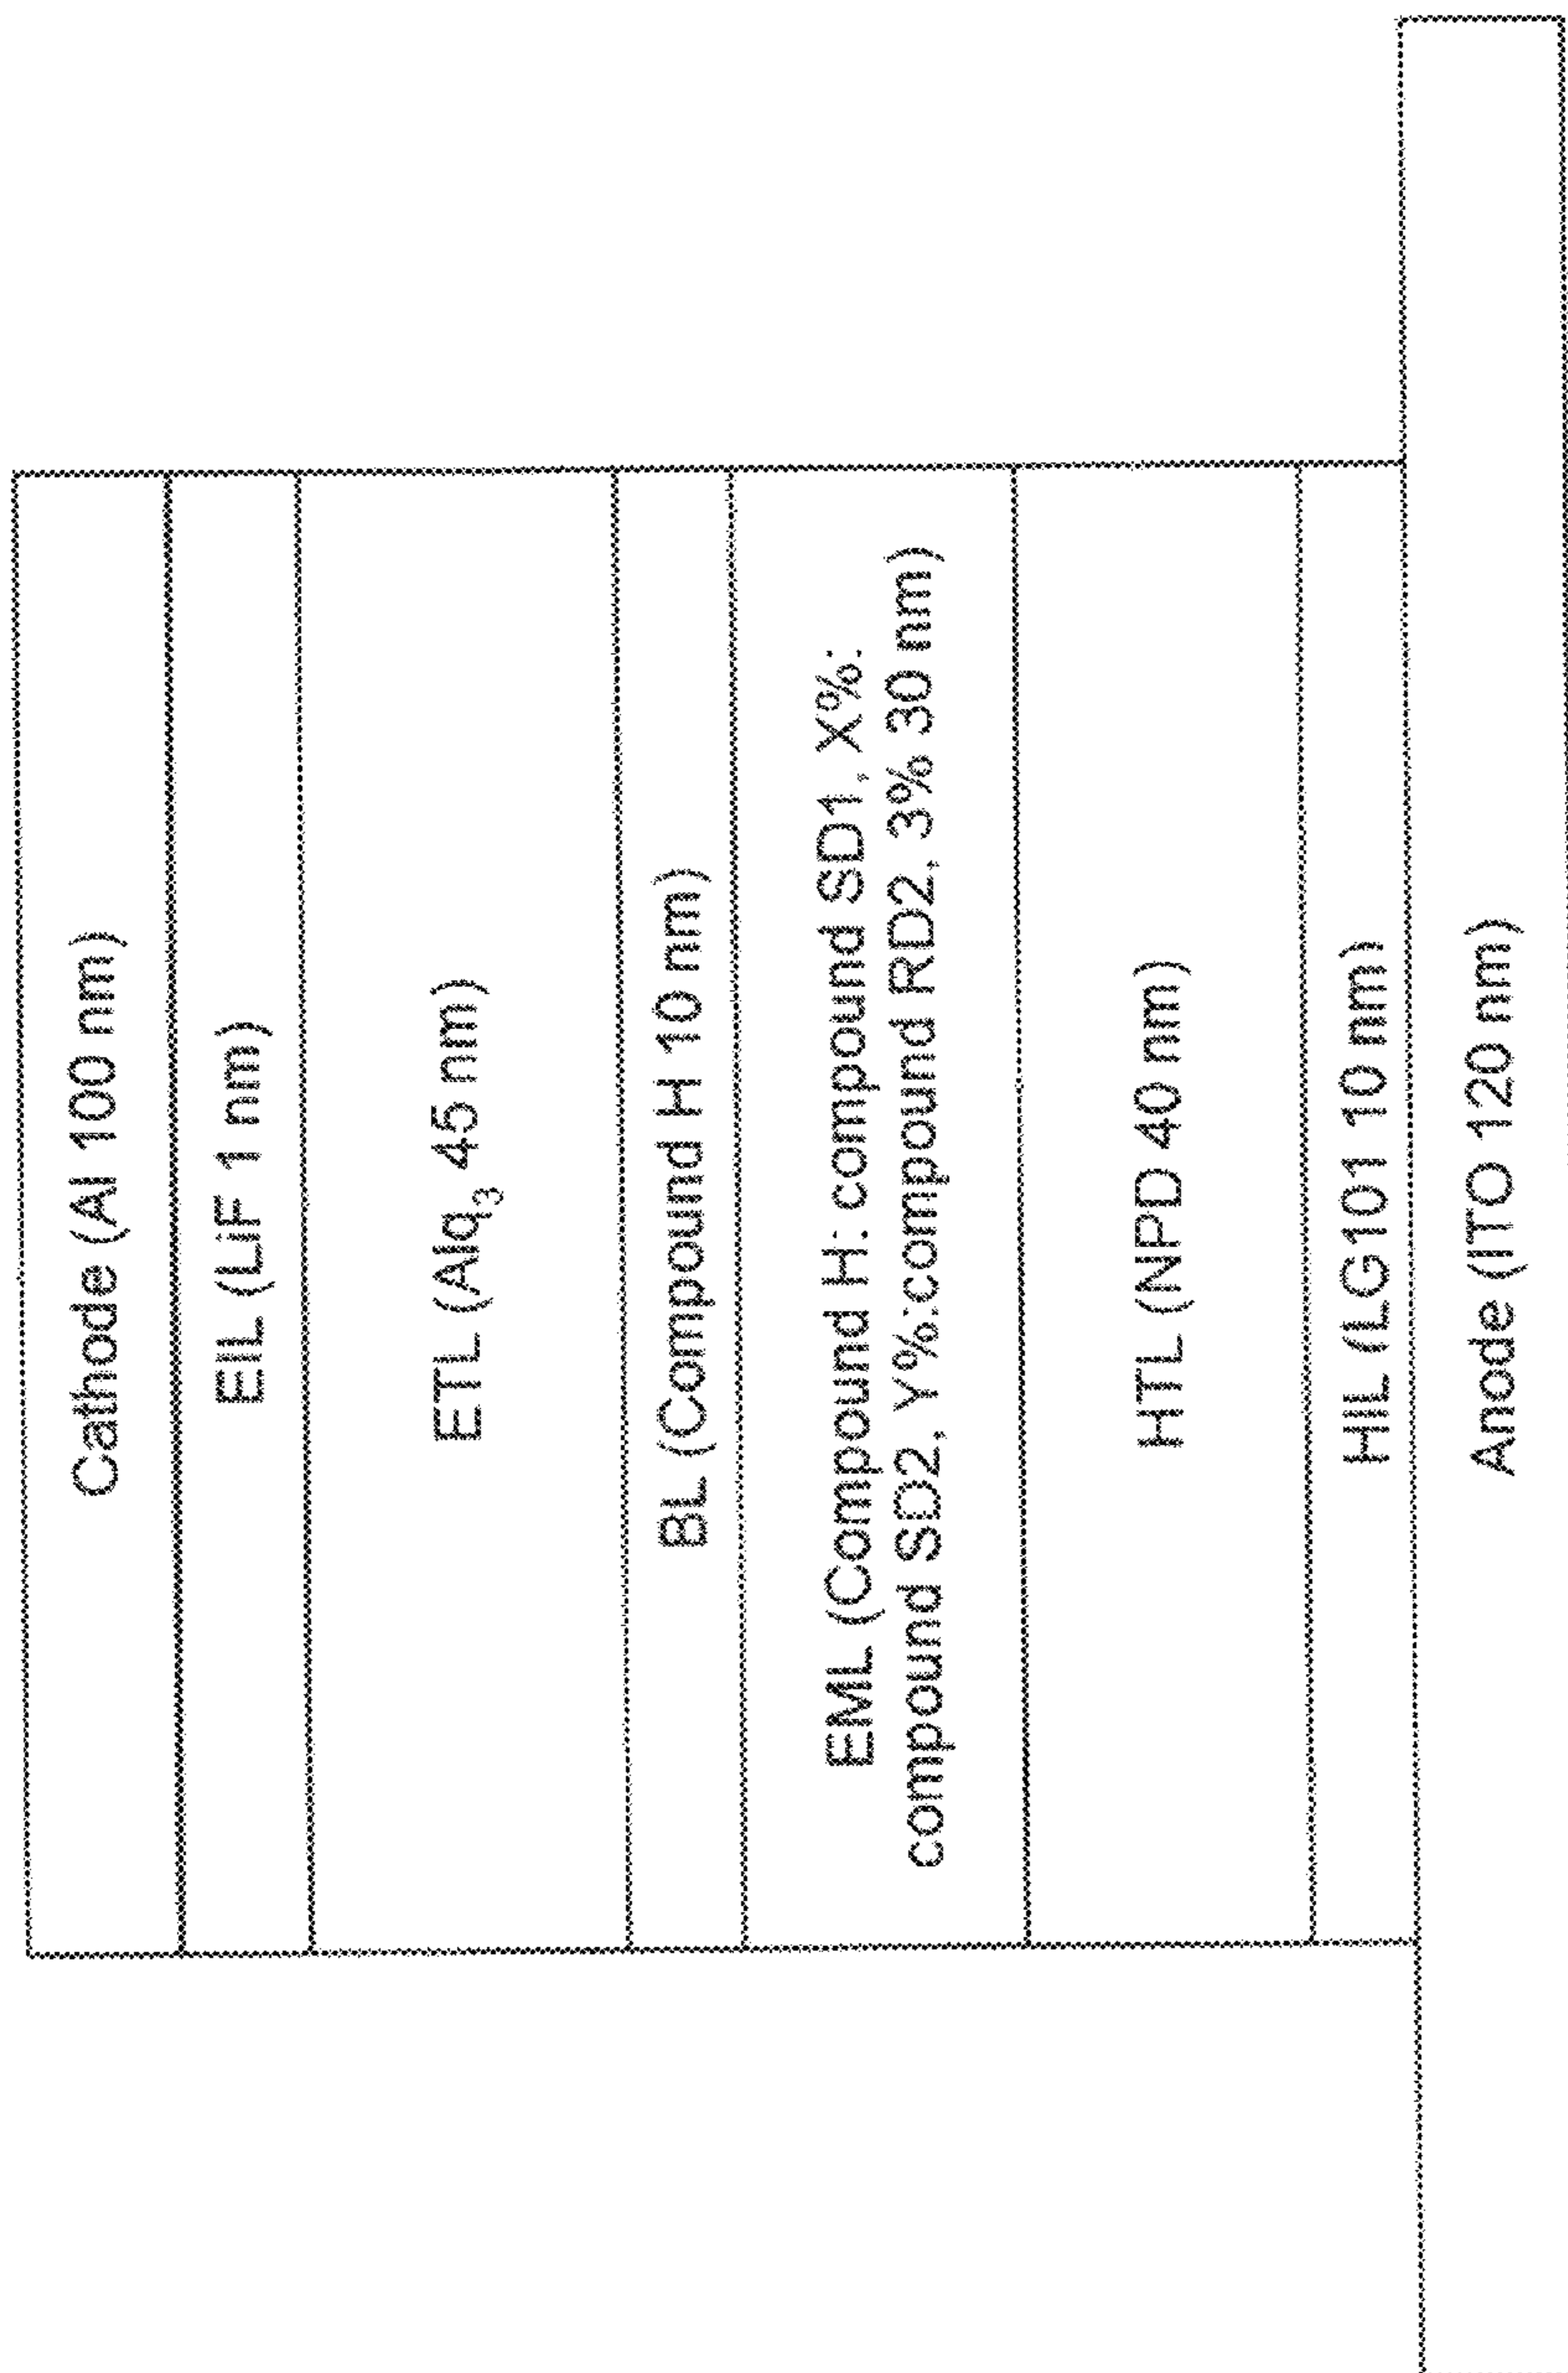 Cathode (Al 100 nm)
EIL (LiF 1 nm)
ETL (Alq₃ 45 nm)
BL (Compound H 10 nm)
EML (Compound H: compound SD1, X%:
compound SD2, Y%:compound RD2, 3% 30 nm)
HTL (NPD 40 nm)
HIL (LG101 10 nm)
Anode (ITO 120 nm)